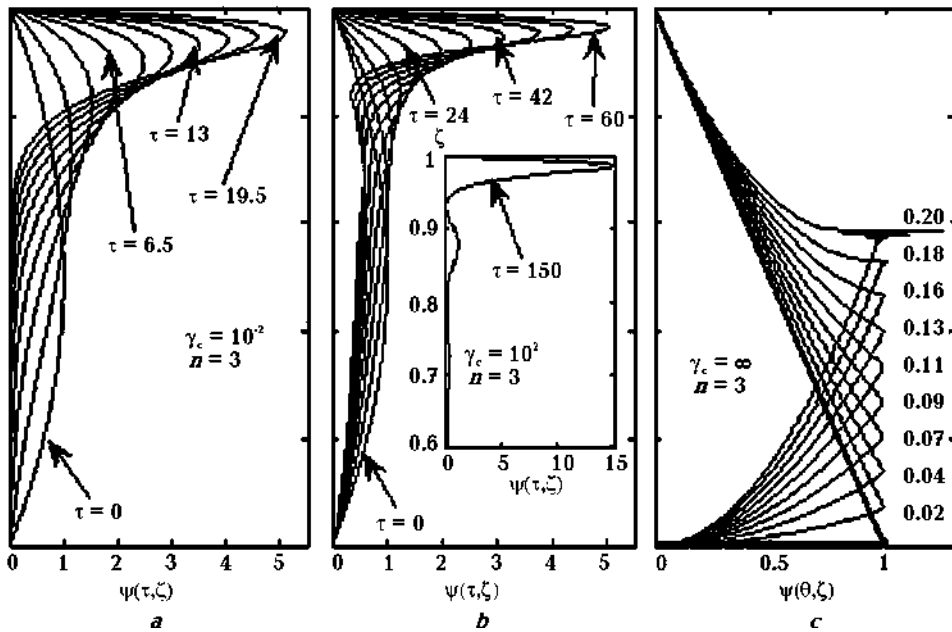 τ = 13
τ = 19.5
τ = 6.5
γc = 10⁻²
n = 3
τ = 0
0 1 2 3 4 5
ψ(τ,ζ)
a
τ = 42
τ = 24
τ = 60
ζ
1
0.9
0.8
0.7
0.6
τ = 150
γc = 10²
n = 3
0 5 10 15
ψ(τ,ζ)
τ = 0
0 1 2 3 4 5
ψ(τ,ζ)
b
0.20
0.18
0.16
0.13
0.11
0.09
0.07
0.04
0.02
γc = ∞
n = 3
0 0.5 1
ψ(θ,ζ)
c